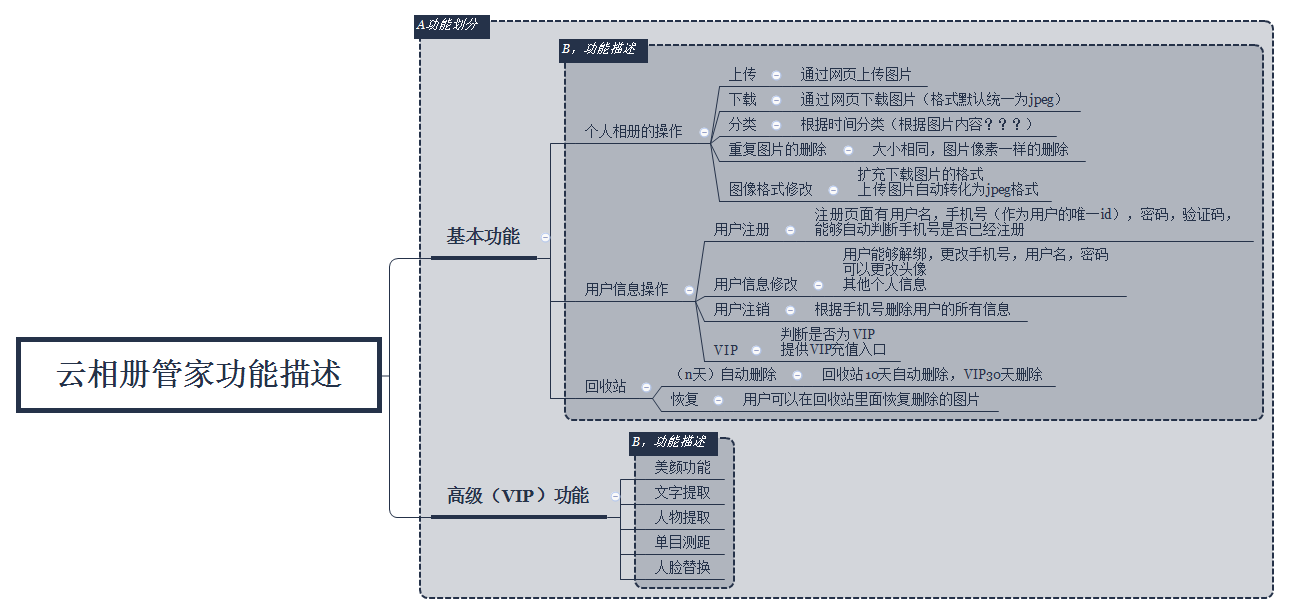 A功能划分
B，功能描述
上传
通过网页上传图片
下载
通过网页下载图片（格式默认统一为jpeg）
个人相册的操作
分类
根据时间分类（根据图片内容？？？）
重复图片的删除
大小相同，图片像素一样的删除
图像格式修改
扩充下载图片的格式
上传图片自动转化为jpeg格式
基本功能
用户注册
注册页面有用户名，手机号（作为用户的唯一id），密码，验证码，
能够自动判断手机号是否已经注册
用户信息操作
用户信息修改
用户能够解绑，更改手机号，用户名，密码
可以更改头像
其他个人信息
用户注销
根据手机号删除用户的所有信息
VIP
判断是否为 VIP
提供VIP充值入口
云相册管家功能描述
回收站
（n天）自动删除
回收站10天自动删除，VIP30天删除
恢复
用户可以在回收站里面恢复删除的图片
B，功能描述
高级（VIP）功能
美颜功能
文字提取
人物提取
单目测距
人脸替换